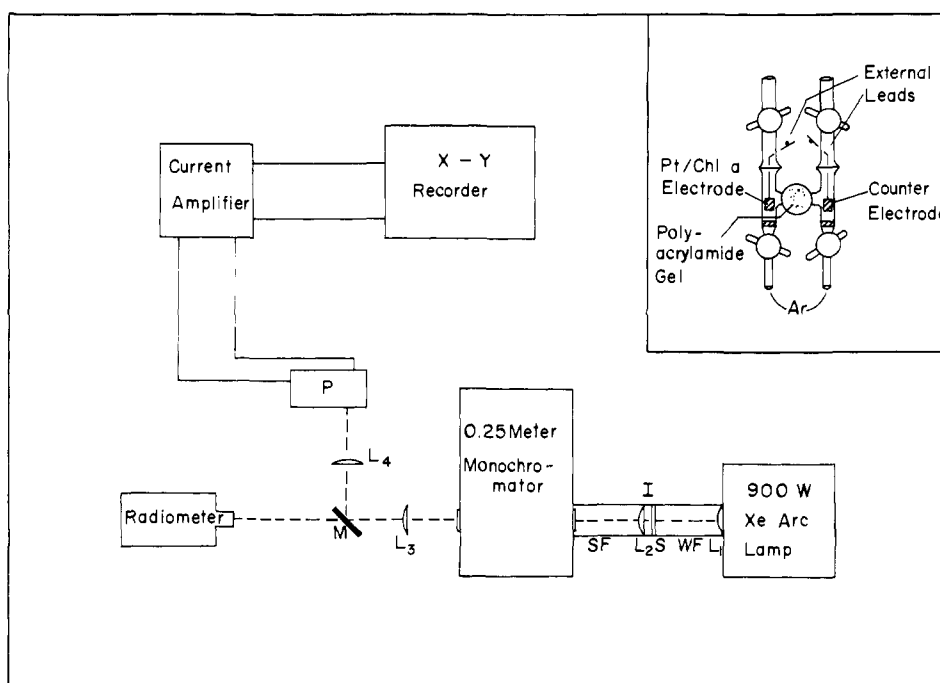 Current
Amplifier
X - Y
Recorder
External
Leads
Pt/Chl a
Electrode
Counter
Electrode
Poly-
acrylamide
Gel
Ar
P
L4
0.25 Meter
Monochro-
mator
I
900 W
Xe Arc
Lamp
Radiometer
M
L3
SF L2 S WF L1